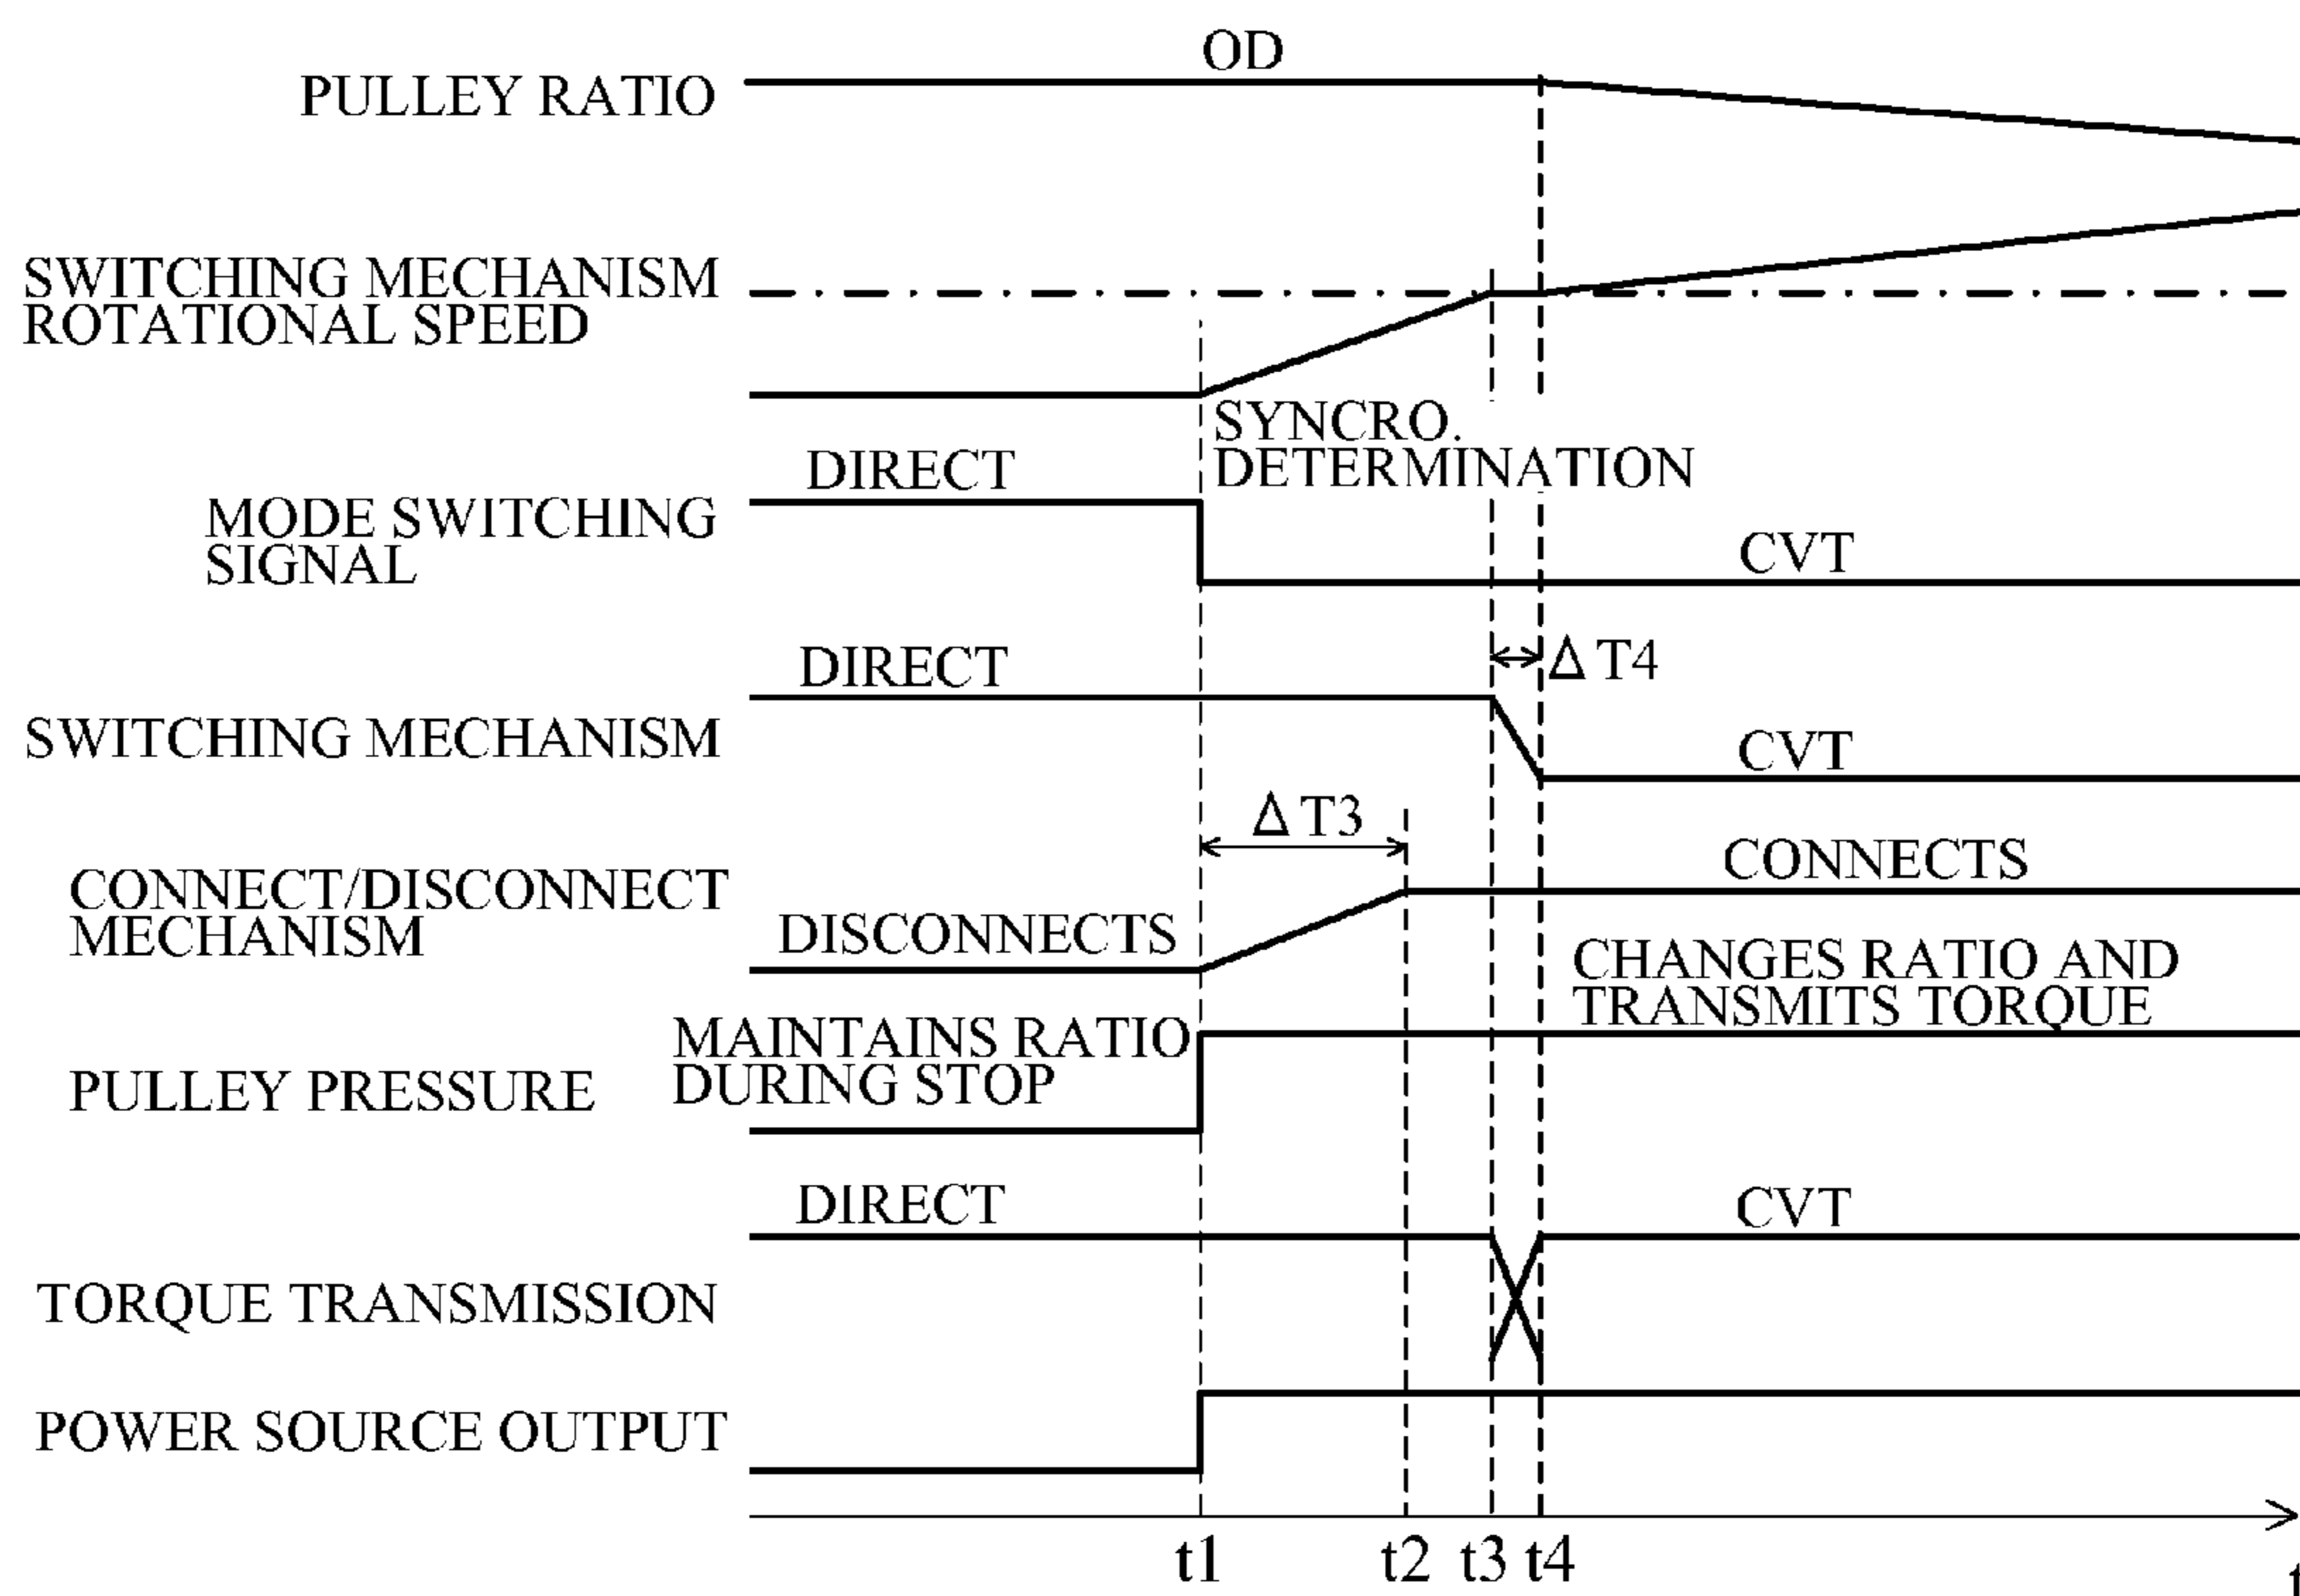 OD
PULLEY RATIO
SWITCHING MECHANISM
ROTATIONAL SPEED
SYNCRO.
DETERMINATION
DIRECT
MODE SWITCHING
SIGNAL
CVT
DIRECT
Δ T4
SWITCHING MECHANISM
CVT
Δ T3
CONNECTS
CONNECT/DISCONNECT
MECHANISM
DISCONNECTS
CHANGES RATIO AND
TRANSMITS TORQUE
MAINTAINS RATIO
DURING STOP
PULLEY PRESSURE
DIRECT
CVT
TORQUE TRANSMISSION
POWER SOURCE OUTPUT
t1 t2 t3 t4
t